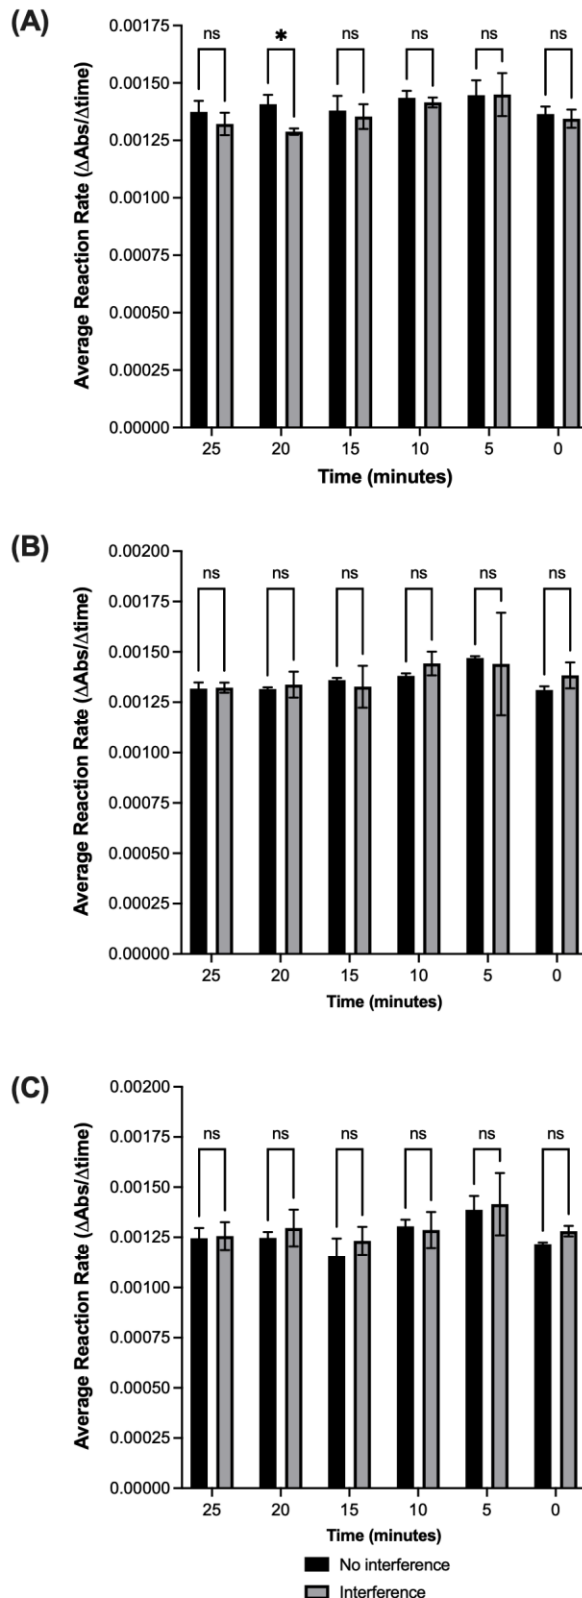 (A)
Average Reaction Rate (ΔAbs/Δtime)
0.00175
0.00150
0.00125
0.00100
0.00075
0.00050
0.00025
0.00000
ns
*
ns
ns
ns
ns
25
20
15
10
5
0
Time (minutes)
(B)
Average Reaction Rate (ΔAbs/Δtime)
0.00200
0.00175
0.00150
0.00125
0.00100
0.00075
0.00050
0.00025
0.00000
ns
ns
ns
ns
ns
ns
25
20
15
10
5
0
Time (minutes)
(C)
Average Reaction Rate (ΔAbs/Δtime)
0.00200
0.00175
0.00150
0.00125
0.00100
0.00075
0.00050
0.00025
0.00000
ns
ns
ns
ns
ns
ns
25
20
15
10
5
0
Time (minutes)
No interference
Interference